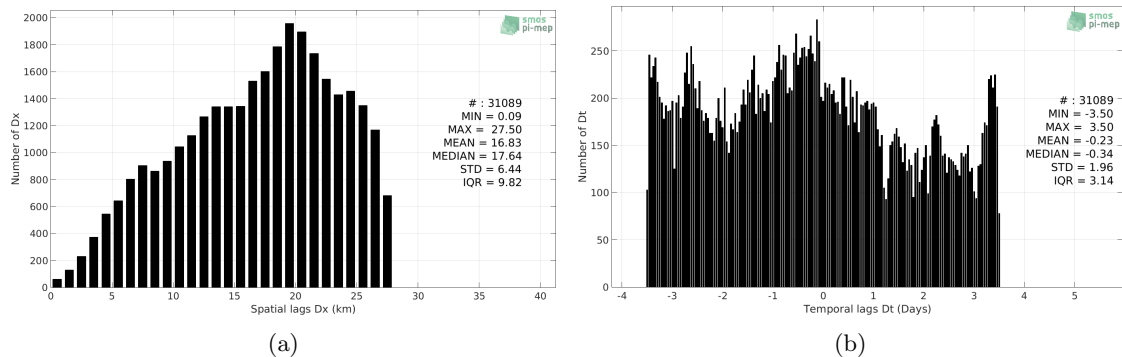 smos
pi-mep
2000
1800
1600
1400
1200
1000
800
600
400
200
0
Number of Dx
# : 31089
MIN = 0.09
MAX = 27.50
MEAN = 16.83
MEDIAN = 17.64
STD = 6.44
IQR = 9.82
0 5 10 15 20 25 30 35 40
Spatial lags Dx (km)
(a)
smos
pi-mep
250
200
150
100
50
0
Number of Dt
# : 31089
MIN = -3.50
MAX = 3.50
MEAN = -0.23
MEDIAN = -0.34
STD = 1.96
IQR = 3.14
-4 -3 -2 -1 0 1 2 3 4 5
Temporal lags Dt (Days)
(b)